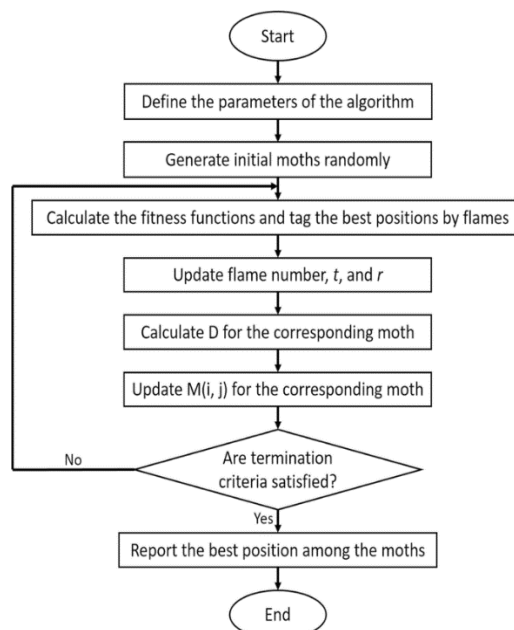 Start
Define the parameters of the algorithm
Generate initial moths randomly
Calculate the fitness functions and tag the best positions by flames
Update flame number, t, and r
Calculate D for the corresponding moth
Update M(i, j) for the corresponding moth
Are termination
criteria satisfied?
No
Yes
Report the best position among the moths
End